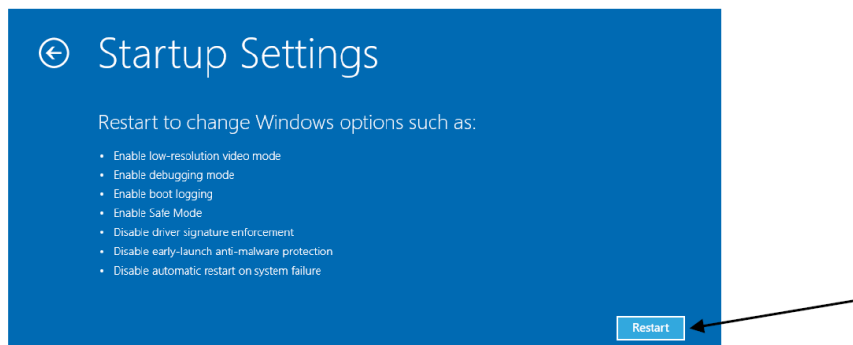 Startup Settings
Restart to change Windows options such as:
• Enable low-resolution video mode
• Enable debugging mode
• Enable boot logging
• Enable Safe Mode
• Disable driver signature enforcement
• Disable early-launch anti-malware protection
• Disable automatic restart on system failure
Restart